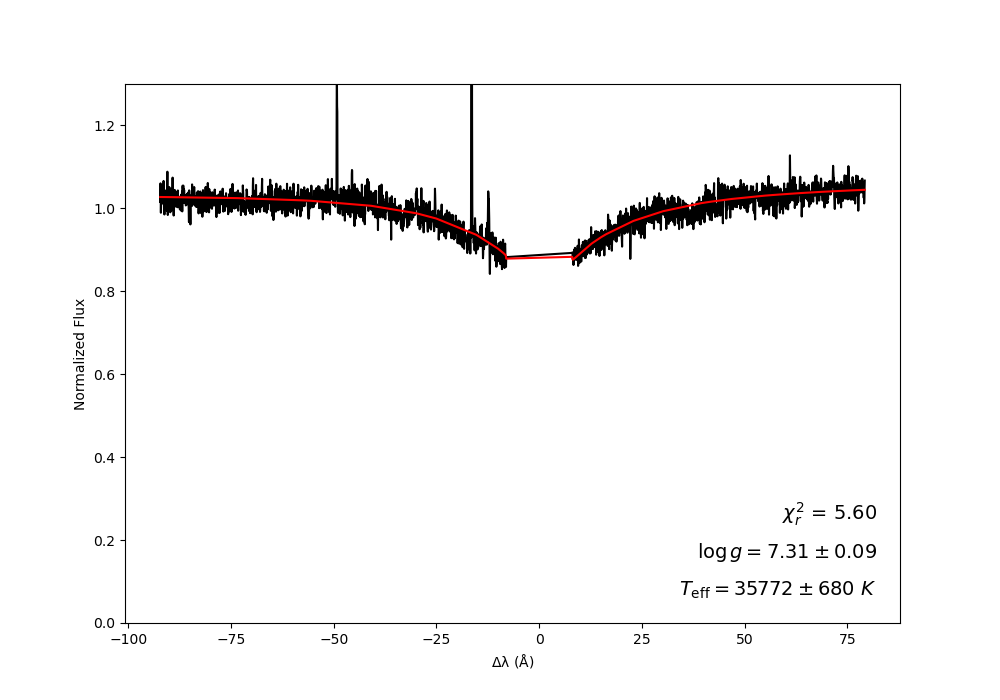 1.2
1.0
0.8
0.6
0.4
0.2
0.0
Normalized Flux
χ²ᵣ = 5.60
log g = 7.31 ± 0.09
T_eff = 35772 ± 680 K
−100 −75 −50 −25 0 25 50 75
Δλ (Å)